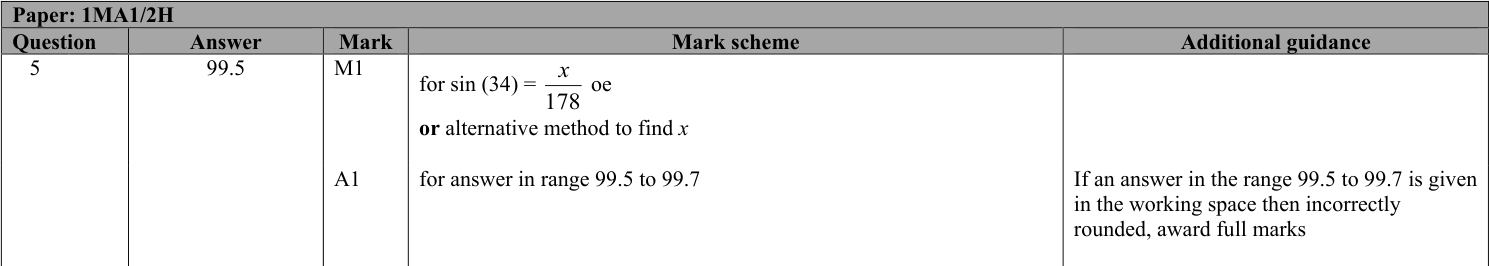 Paper: 1MA1/2H
Question Answer Mark Mark scheme Additional guidance
5 99.5 M1 for sin (34) = x/178 oe
or alternative method to find x
A1 for answer in range 99.5 to 99.7 If an answer in the range 99.5 to 99.7 is given
in the working space then incorrectly
rounded, award full marks